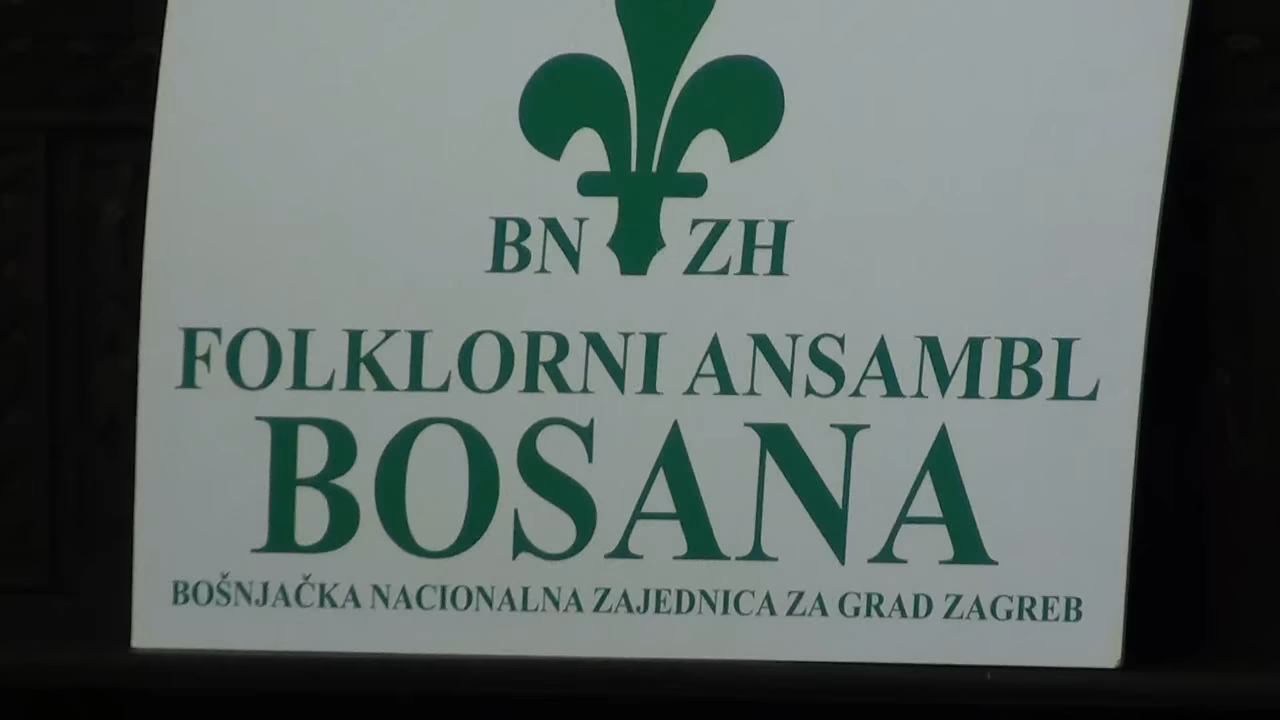 BN ZH
FOLKLORNI ANSAMBL
BOSANA
BOŠNJAČKA NACIONALNA ZAJEDNICA ZA GRAD ZAGREB